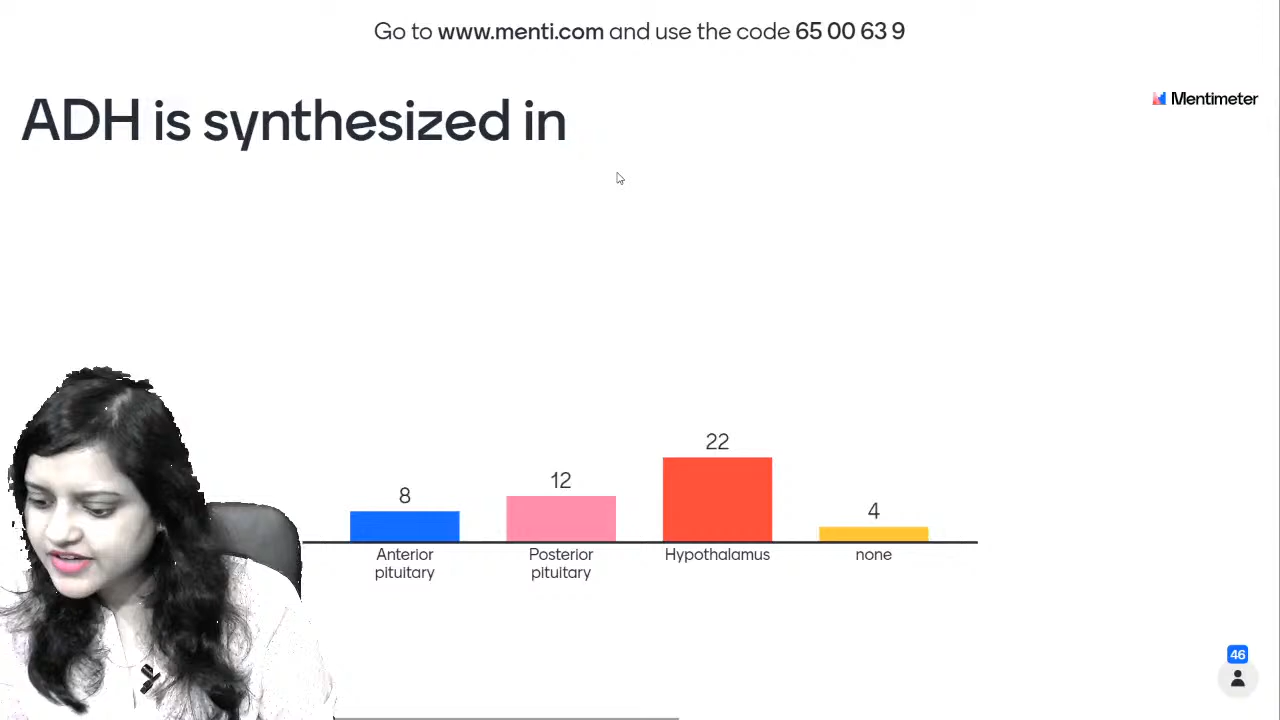 Go to www.menti.com and use the code 65 00 63 9
Mentimeter
ADH is synthesized in
8
12
22
4
Anterior
pituitary
Posterior
pituitary
Hypothalamus
none
46